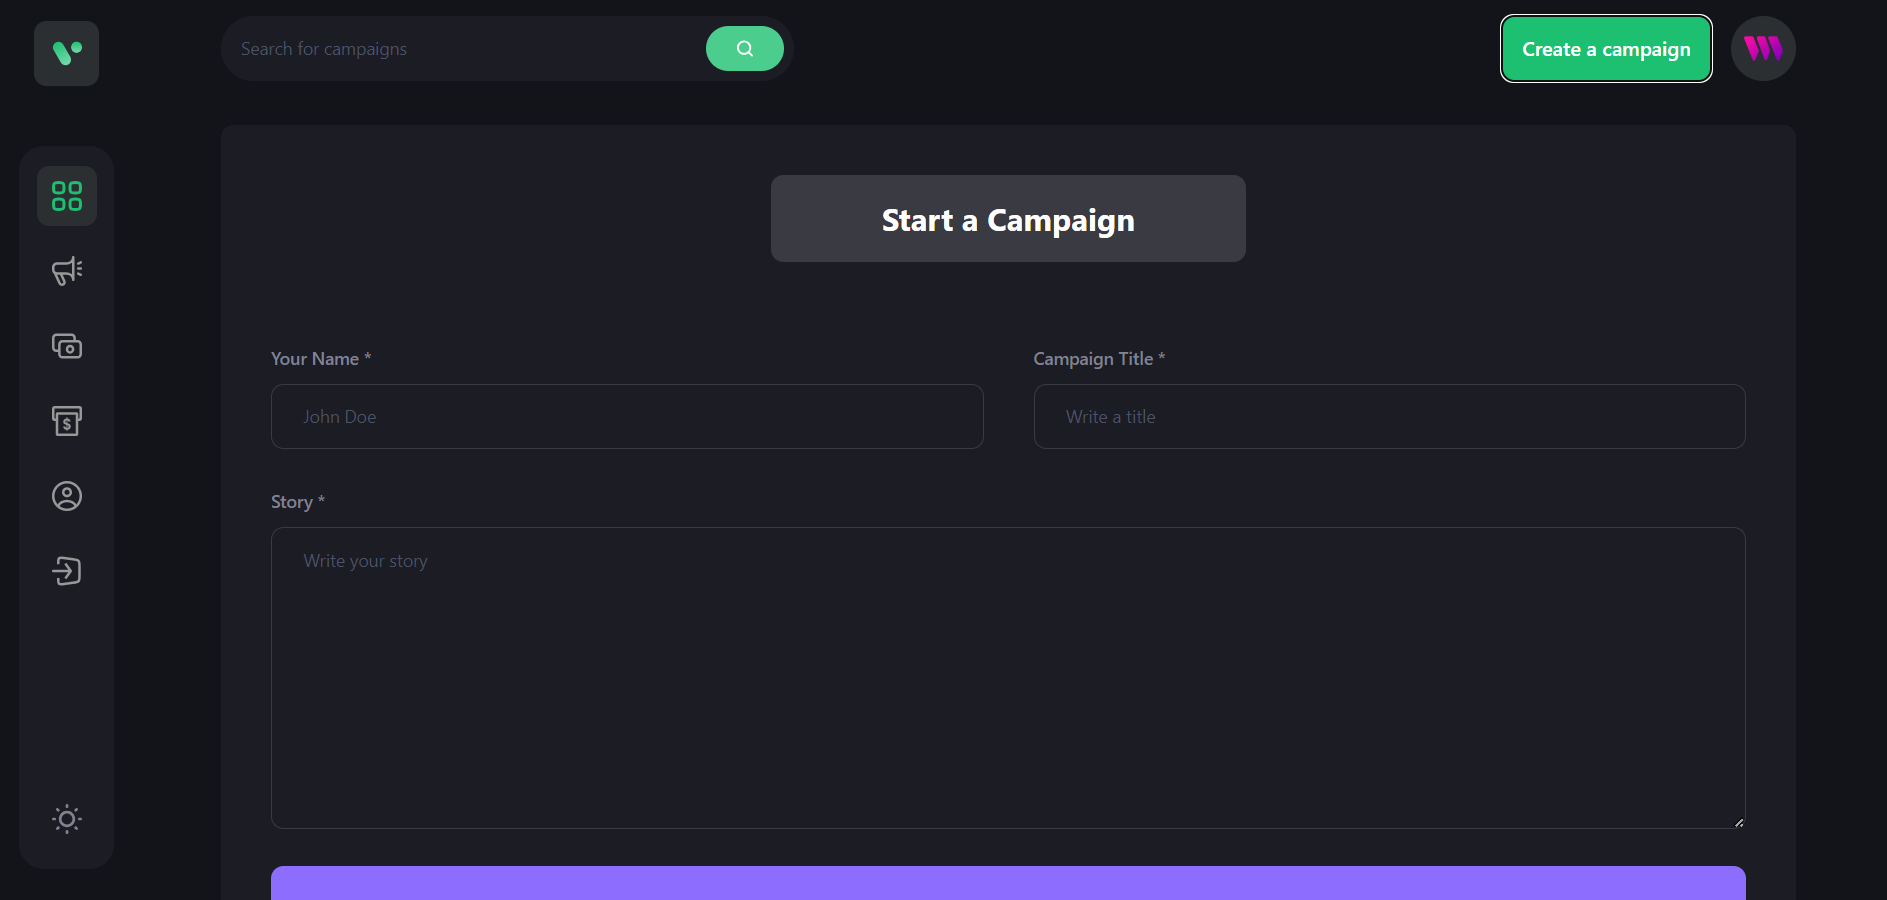 Search for campaigns
Create a campaign
Start a Campaign
Your Name *
Campaign Title *
John Doe
Write a title
Story *
Write your story
$